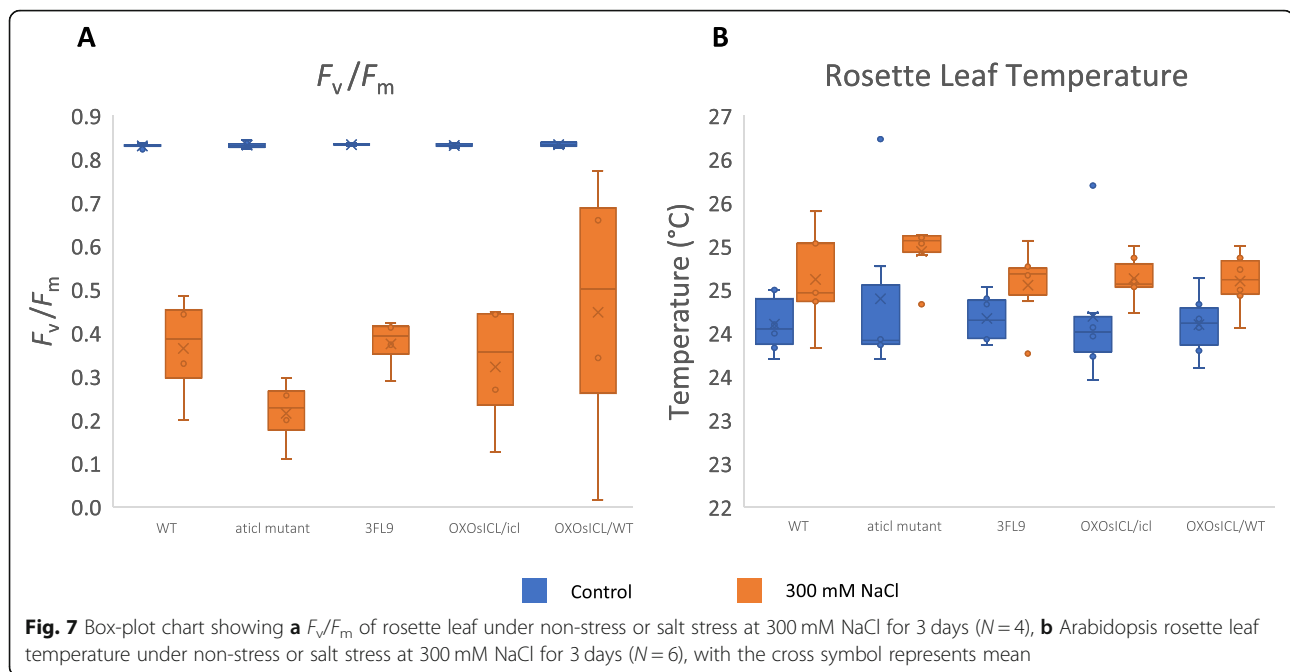 A
B
Fv/Fm
Rosette Leaf Temperature
Fv/Fm
0.9
0.8
0.7
0.6
0.5
0.4
0.3
0.2
0.1
0.0
WT
aticl mutant
3FL9
OXOsICL/icl
OXOsICL/WT
Temperature (°C)
27
26
26
25
25
24
24
23
23
22
WT
aticl mutant
3FL9
OXOsICL/icl
OXOsICL/WT
Control
300 mM NaCl
Fig. 7 Box-plot chart showing a Fv/Fm of rosette leaf under non-stress or salt stress at 300 mM NaCl for 3 days (N = 4), b Arabidopsis rosette leaf
temperature under non-stress or salt stress at 300 mM NaCl for 3 days (N = 6), with the cross symbol represents mean